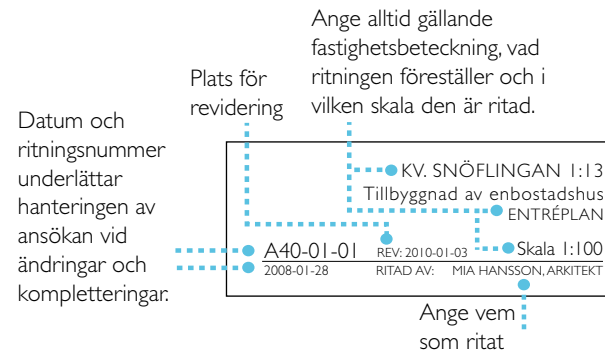 Ange alltid gällande
fastighetsbeteckning, vad
ritningen föreställer och i
vilken skala den är ritad.
Plats för
revidering
Datum och
ritningsnummer
underlättar
hanteringen av
ansökan vid
ändringar och
kompletteringar.
KV. SNÖFLINGAN 1:13
Tillbyggnad av enbostadshus
ENTRÉPLAN
A40-01-01
REV: 2010-01-03
Skala 1:100
2008-01-28
RITAD AV:
MIA HANSSON, ARKITEKT
Ange vem
som ritat